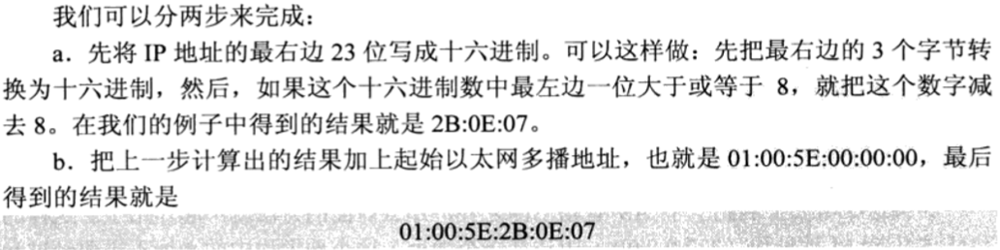 我们可以分两步来完成：
a．先将 IP 地址的最右边 23 位写成十六进制。可以这样做：先把最右边的 3 个字节转
换为十六进制，然后，如果这个十六进制数中最左边一位大于或等于 8，就把这个数字减
去 8。在我们的例子中得到的结果就是 2B:0E:07。
b．把上一步计算出的结果加上起始以太网多播地址，也就是 01:00:5E:00:00:00，最后
得到的结果就是
01:00:5E:2B:0E:07